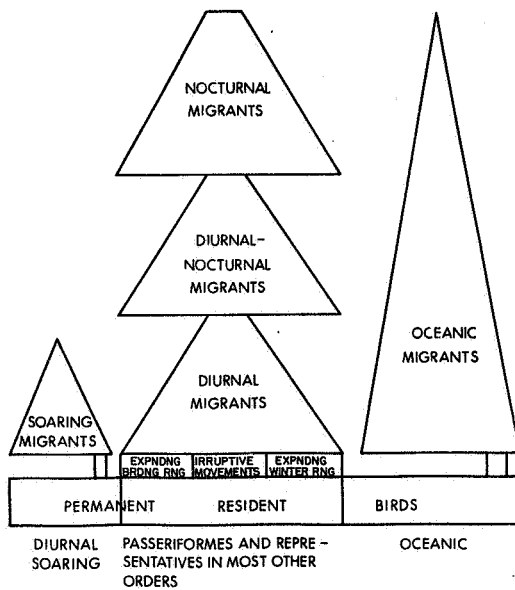 NOCTURNAL
MIGRANTS
DIURNAL-
NOCTURNAL
MIGRANTS
OCEANIC
MIGRANTS
DIURNAL
MIGRANTS
SOARING
MIGRANTS
EXPNDNG
BRDNG RNG
IRRUPTIVE
MOVEMENTS
EXPNDNG
WINTER RNG
PERMANENT RESIDENT BIRDS
DIURNAL
SOARING
PASSERIFORMES AND REPRE-
SENTATIVES IN MOST OTHER
ORDERS
OCEANIC